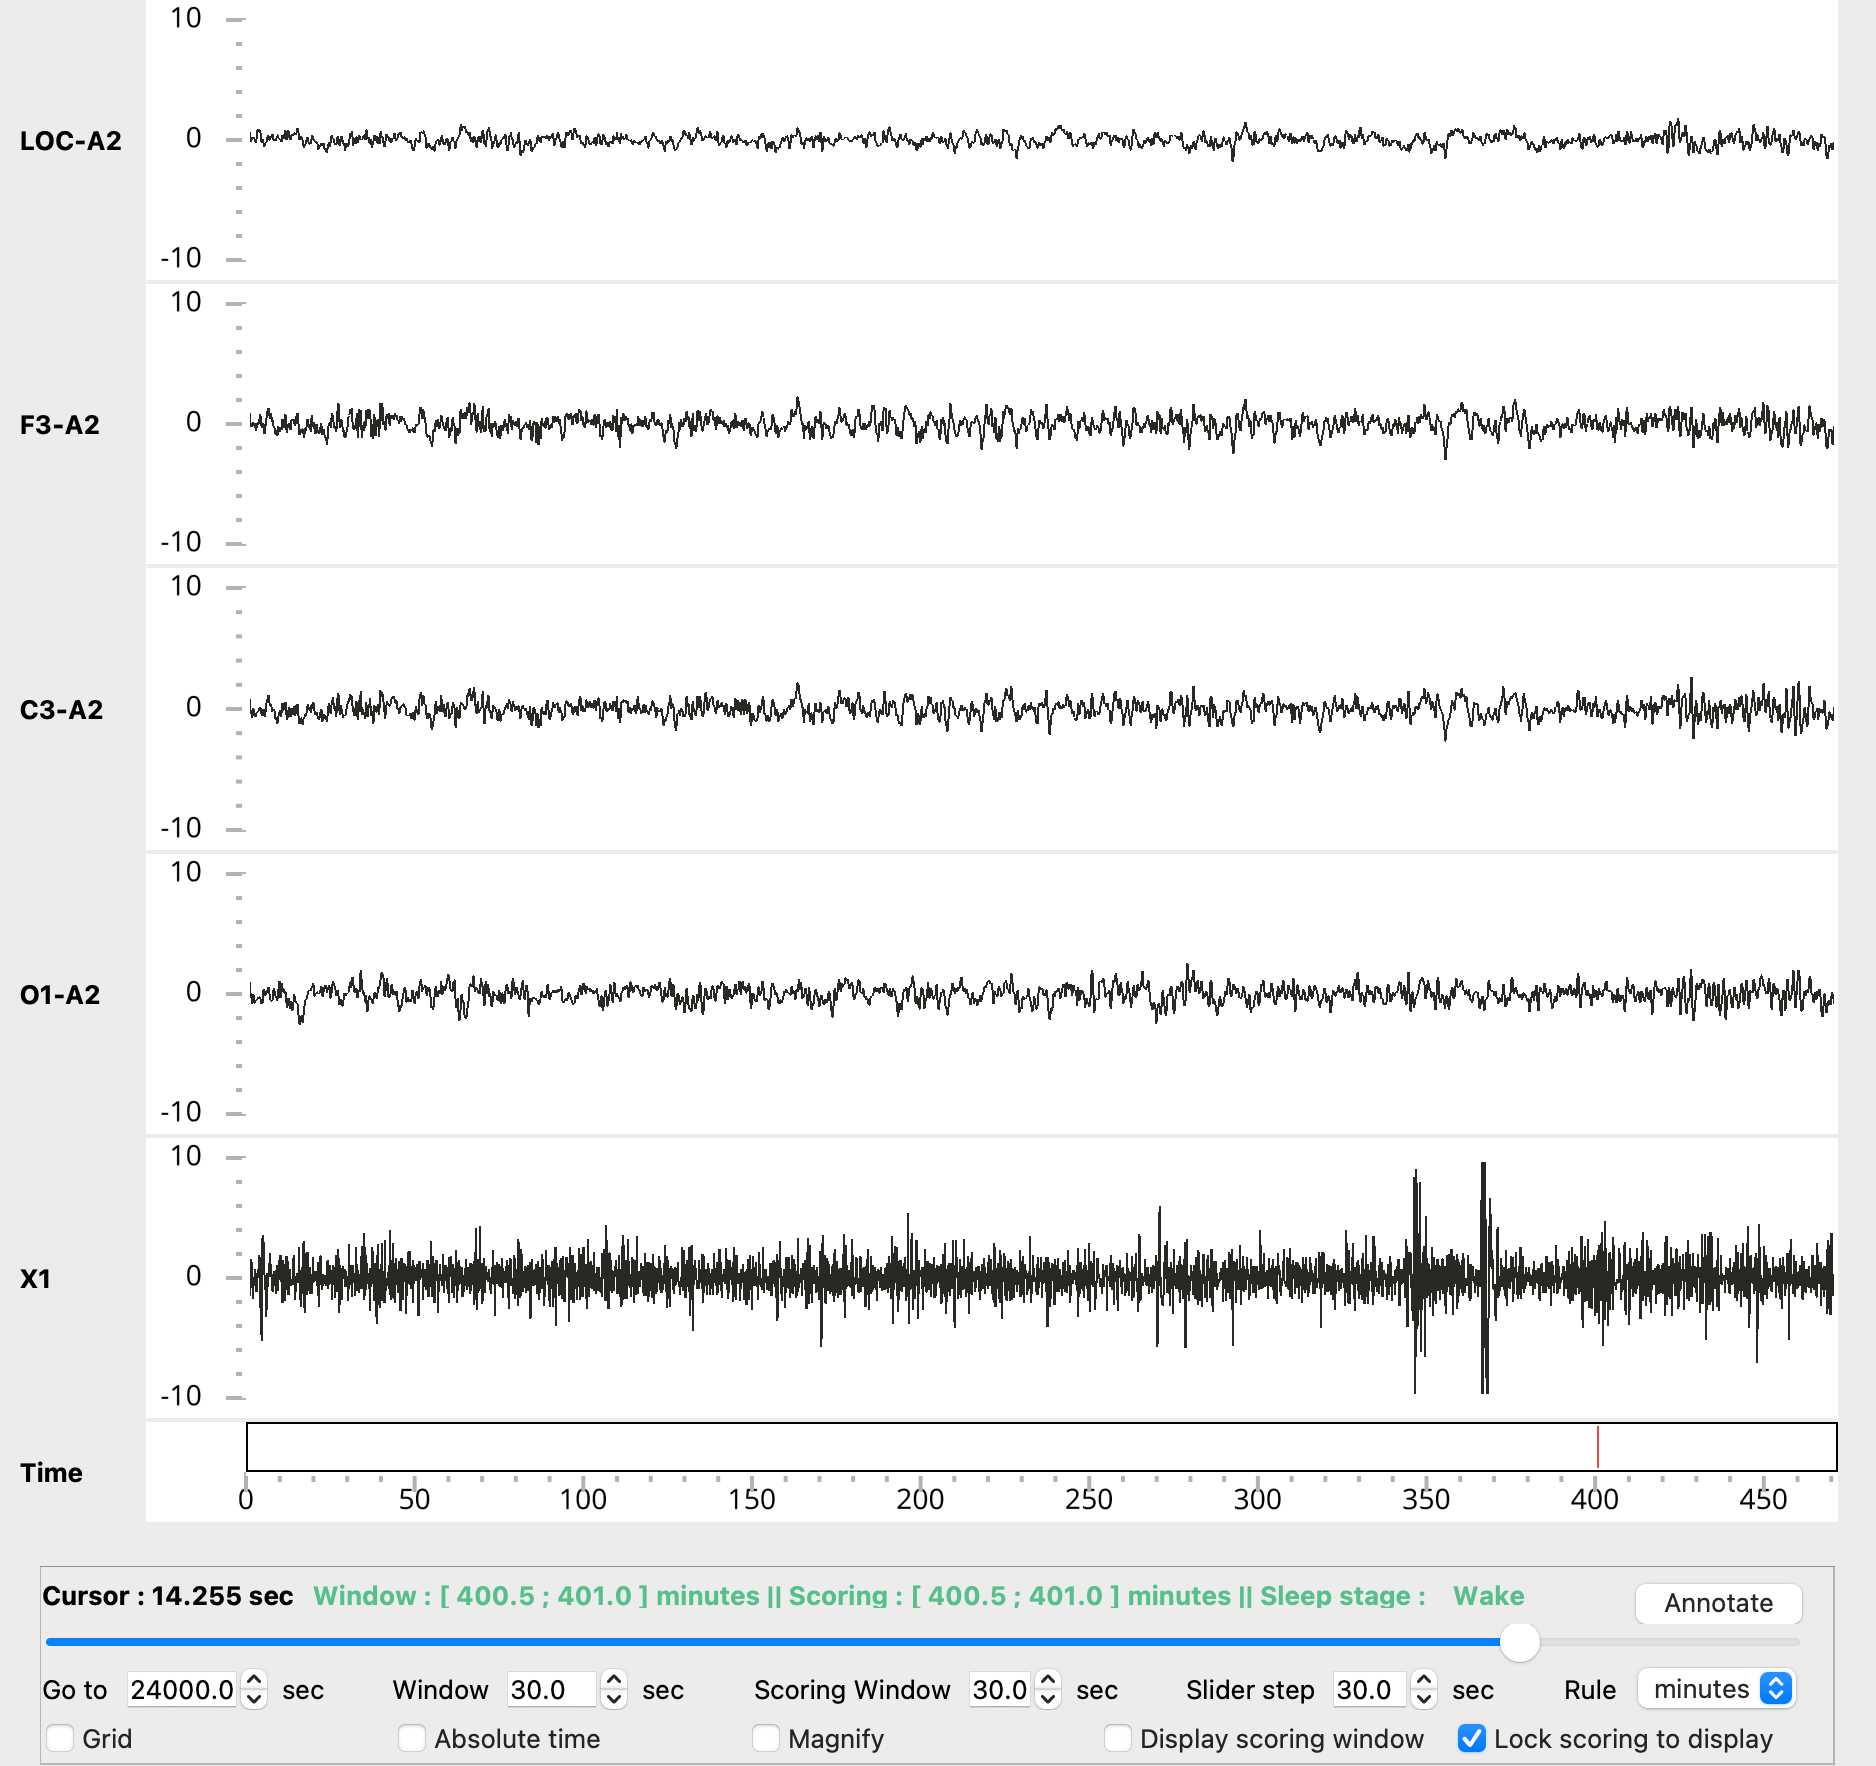 10
LOC-A2
0
-10
10
F3-A2
0
-10
10
C3-A2
0
-10
10
O1-A2
0
-10
10
X1
0
-10
Time
0 50 100 150 200 250 300 350 400 450
Cursor : 14.255 sec Window : [ 400.5 ; 401.0 ] minutes || Scoring : [ 400.5 ; 401.0 ] minutes || Sleep stage : Wake Annotate
Go to 24000.0 sec Window 30.0 sec Scoring Window 30.0 sec Slider step 30.0 sec Rule minutes
Grid Absolute time Magnify Display scoring window Lock scoring to display